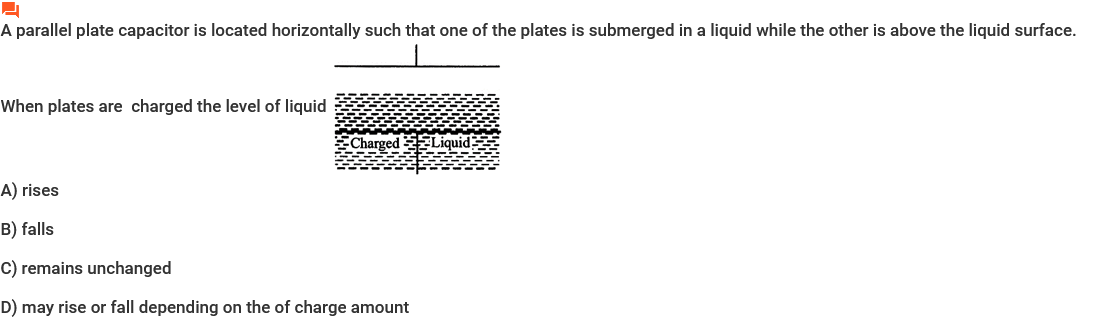 A parallel plate capacitor is located horizontally such that one of the plates is submerged in a liquid while the other is above the liquid surface.
When plates are charged the level of liquid
Charged Liquid
A) rises
B) falls
C) remains unchanged
D) may rise or fall depending on the of charge amount